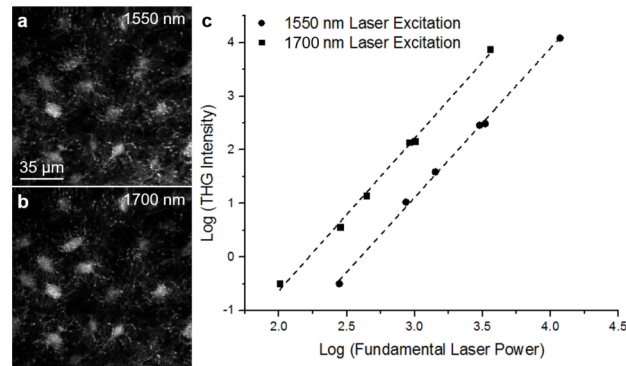 a
1550 nm
35 µm
b
1700 nm
c
1550 nm Laser Excitation
1700 nm Laser Excitation
Log (THG Intensity)
4
3
2
1
0
-1
2.0 2.5 3.0 3.5 4.0 4.5
Log (Fundamental Laser Power)